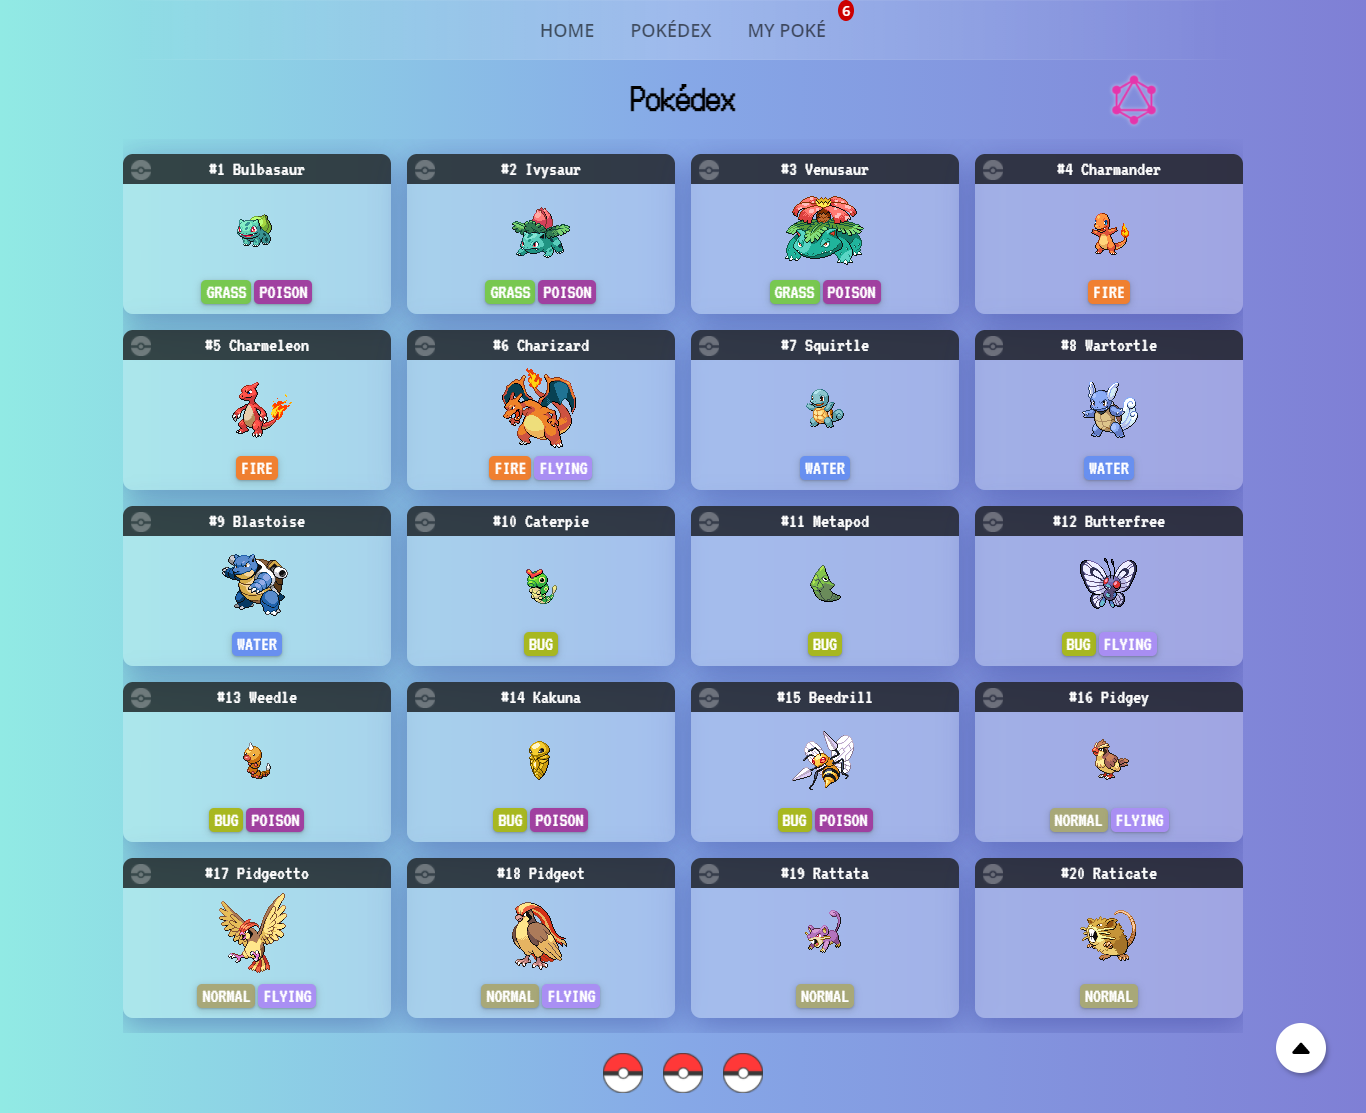 HOME POKÉDEX MY POKÉ 6
Pokédex
#1 Bulbasaur #2 Ivysaur #3 Venusaur #4 Charmander
GRASS POISON GRASS POISON GRASS POISON FIRE
#5 Charmeleon #6 Charizard #7 Squirtle #8 Wartortle
FIRE FIRE FLYING WATER WATER
#9 Blastoise #10 Caterpie #11 Metapod #12 Butterfree
WATER BUG BUG BUG FLYING
#13 Weedle #14 Kakuna #15 Beedrill #16 Pidgey
BUG POISON BUG POISON BUG POISON NORMAL FLYING
#17 Pidgeotto #18 Pidgeot #19 Rattata #20 Raticate
NORMAL FLYING NORMAL FLYING NORMAL NORMAL